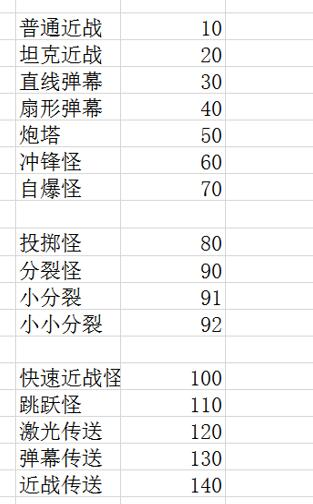 普通近战 10
坦克近战 20
直线弹幕 30
扇形弹幕 40
炮塔 50
冲锋怪 60
自爆怪 70
投掷怪 80
分裂怪 90
小分裂 91
小小分裂 92
快速近战怪 100
跳跃怪 110
激光传送 120
弹幕传送 130
近战传送 140